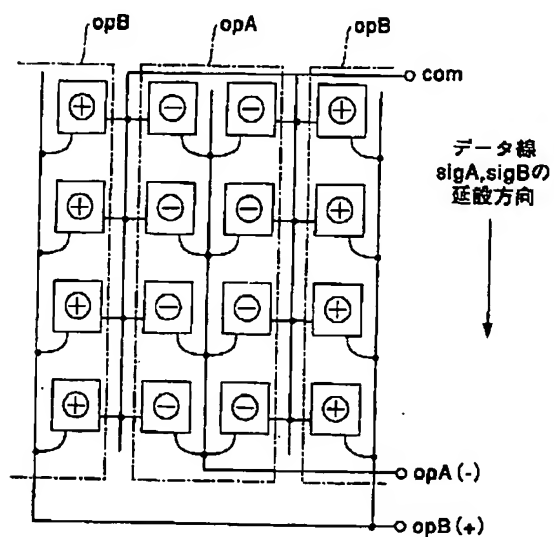 opB
opA
opB
com
データ線
sigA,sigBの
延設方向
⊕ ⊖ ⊖ ⊕
⊕ ⊖ ⊖ ⊕
⊕ ⊖ ⊖ ⊕
⊕ ⊖ ⊖ ⊕
opA (-)
opB (+)